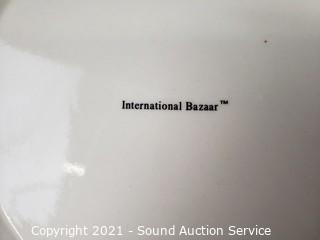 International Bazaar™
Copyright 2021 - Sound Auction Service